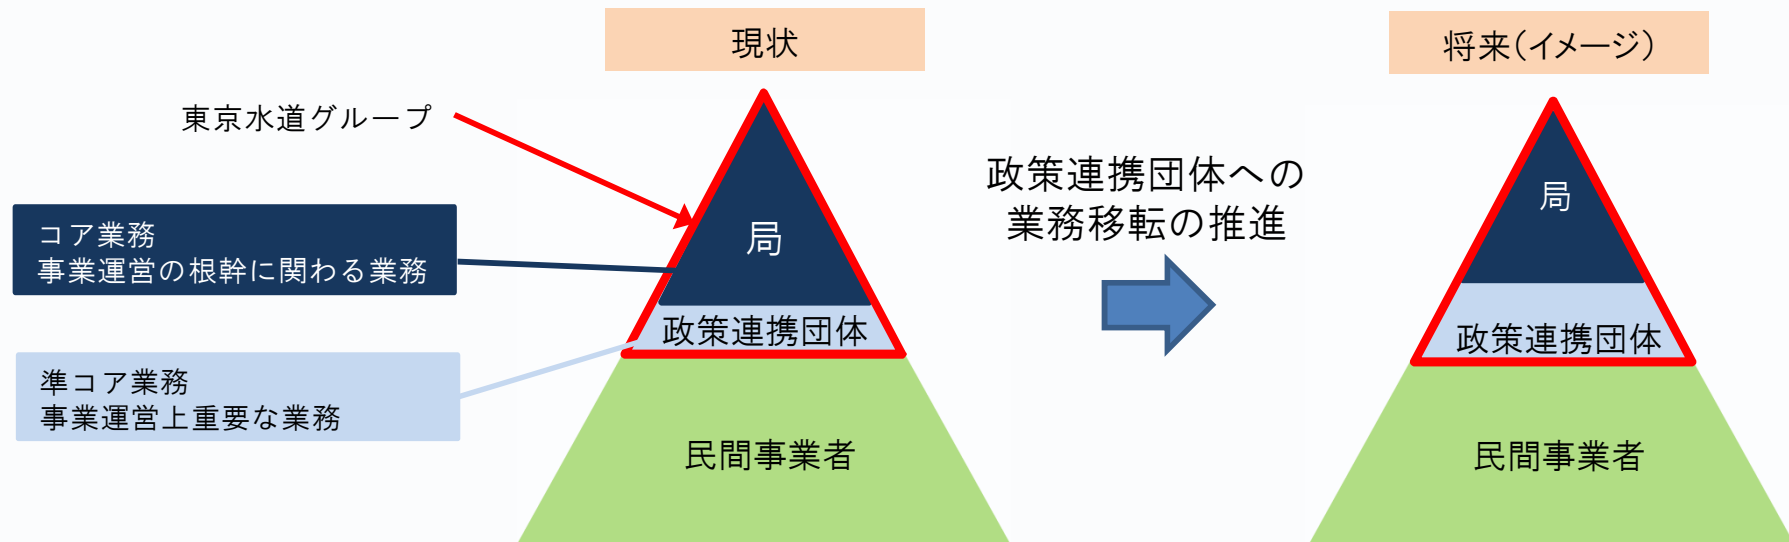 現状
将来(イメージ)
東京水道グループ
政策連携団体への
業務移転の推進
コア業務
事業運営の根幹に関わる業務
準コア業務
事業運営上重要な業務
局
政策連携団体
民間事業者
局
政策連携団体
民間事業者